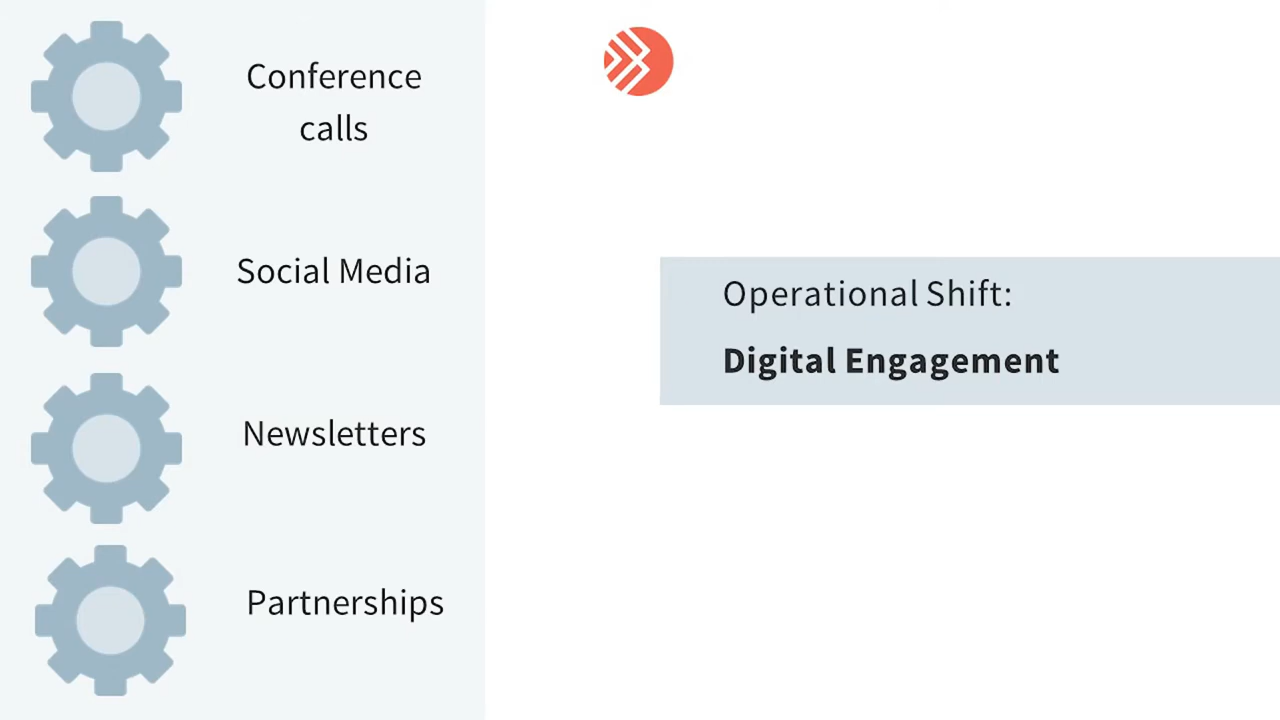 Conference
calls
Social Media
Newsletters
Partnerships
Operational Shift:
Digital Engagement